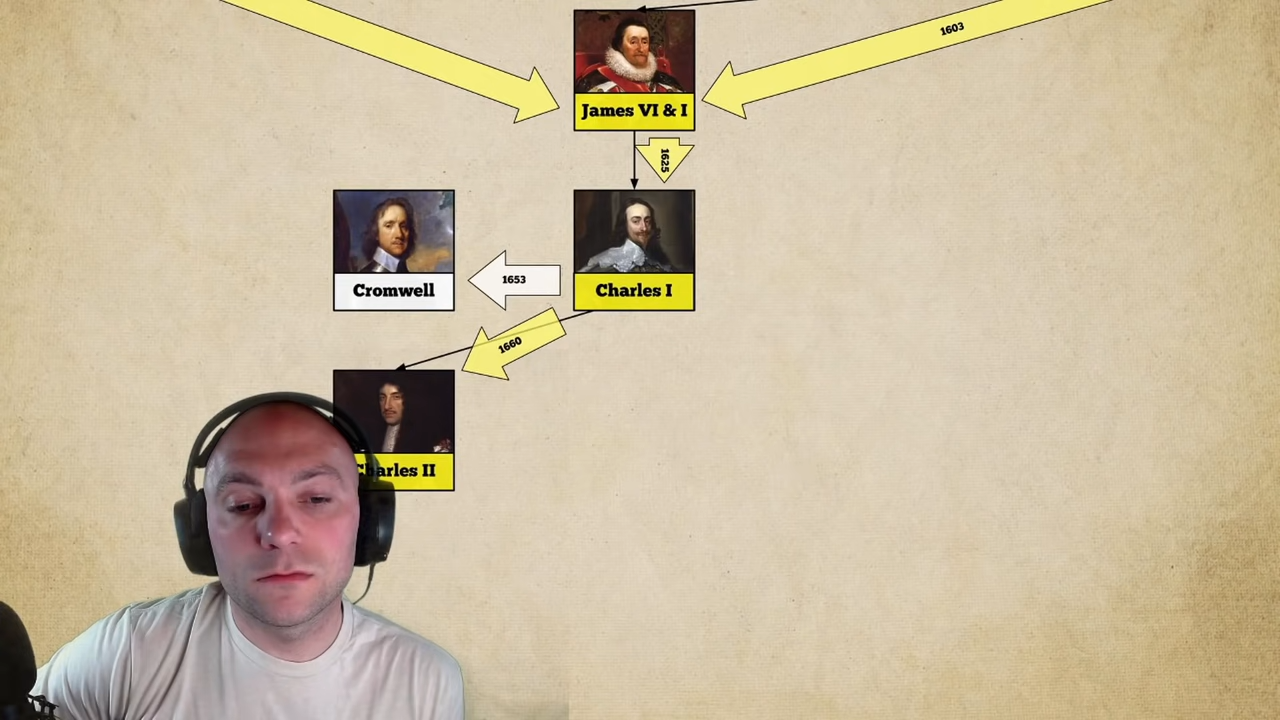 1603
James VI & I
1625
1653
Cromwell
Charles I
1660
Charles II